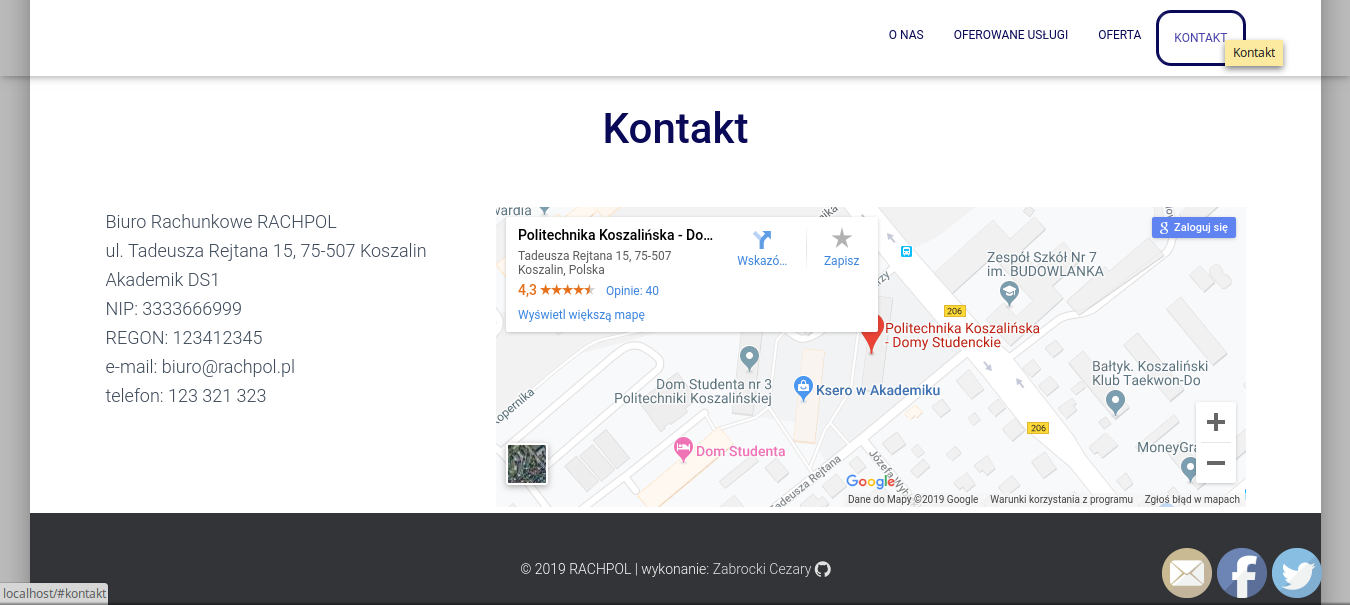 O NAS
OFEROWANE USŁUGI
OFERTA
KONTAKT
Kontakt
Kontakt
Biuro Rachunkowe RACHPOL
ul. Tadeusza Rejtana 15, 75-507 Koszalin
Akademik DS1
NIP: 3333666999
REGON: 123412345
e-mail: biuro@rachpol.pl
telefon: 123 321 323
Politechnika Koszalińska - Do...
Tadeusza Rejtana 15, 75-507
Koszalin, Polska
4,3
Opinie: 40
Wyświetl większą mapę
Wskazó...
Zapisz
Zaloguj się
Zespół Szkół Nr 7
im. BUDOWLANKA
206
Politechnika Koszalińska
- Domy Studenckie
Dom Studenta nr 3
Politechniki Koszalińskiej
Ksero w Akademiku
Bałtyk. Koszaliński
Klub Taekwon-Do
opernika
206
Dom Studenta
MoneyGra
Tadeusza Rejtana
Józefa Wyb
Google
Dane do Mapy ©2019 Google
Warunki korzystania z programu
Zgłoś błąd w mapach
© 2019 RACHPOL | wykonanie: Zabrocki Cezary
localhost/#kontakt